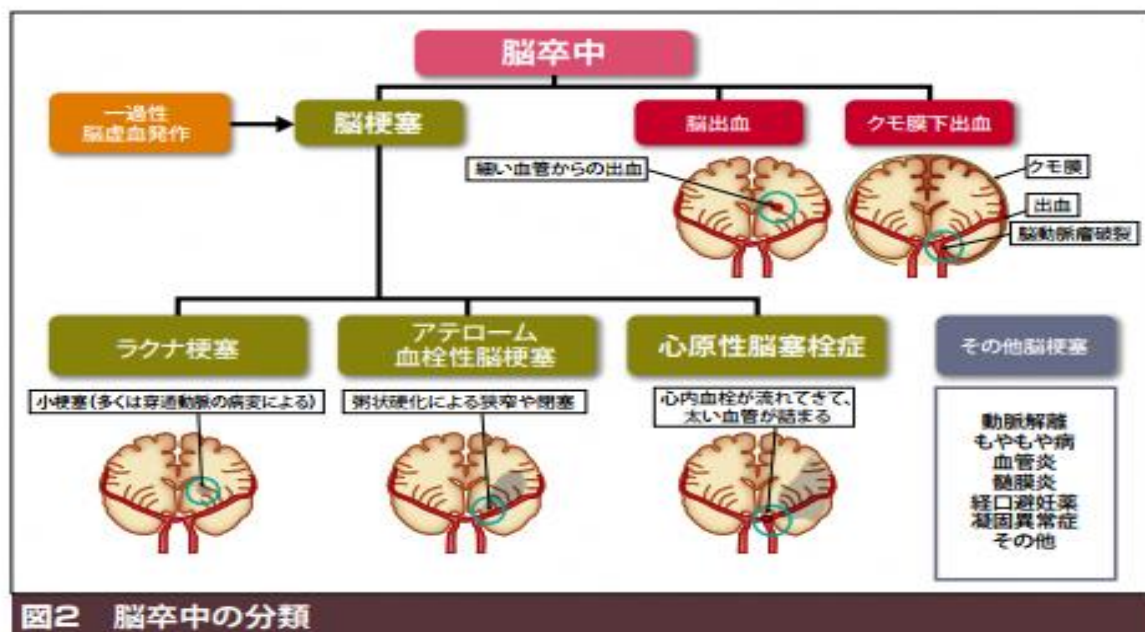 脳卒中
一過性
脳虚血発作
脳梗塞
脳出血
クモ膜下出血
細い血管からの出血
クモ膜
出血
脳動脈瘤破裂
ラクナ梗塞
アテローム
血栓性脳梗塞
心原性脳塞栓症
その他脳梗塞
小梗塞(多くは穿通動脈の病変による)
粥状硬化による狭窄や閉塞
心内血栓が流れてきて、
太い血管が詰まる
動脈解離
もやもや病
血管炎
髄膜炎
経口避妊薬
凝固異常症
その他
図2 脳卒中の分類